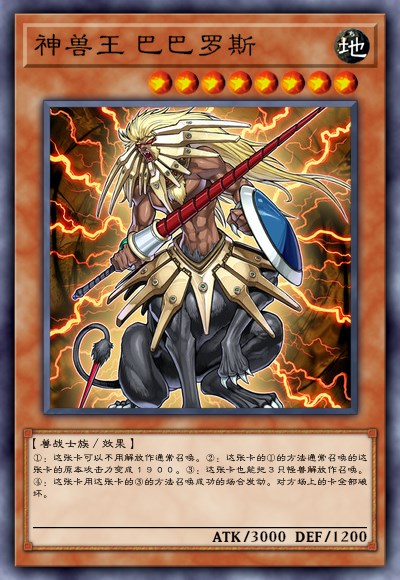 神兽王 巴巴罗斯
地
【兽战士族／效果】
①：这张卡可以不用解放作通常召唤。②：这张卡的①的方法通常召唤的这
张卡的原本攻击力变成１９００。③：这张卡也能把３只怪兽解放作召唤。
④：这张卡用这张卡的③的方法召唤成功的场合发动。对方场上的卡全部破
坏。
ATK/3000 DEF/1200